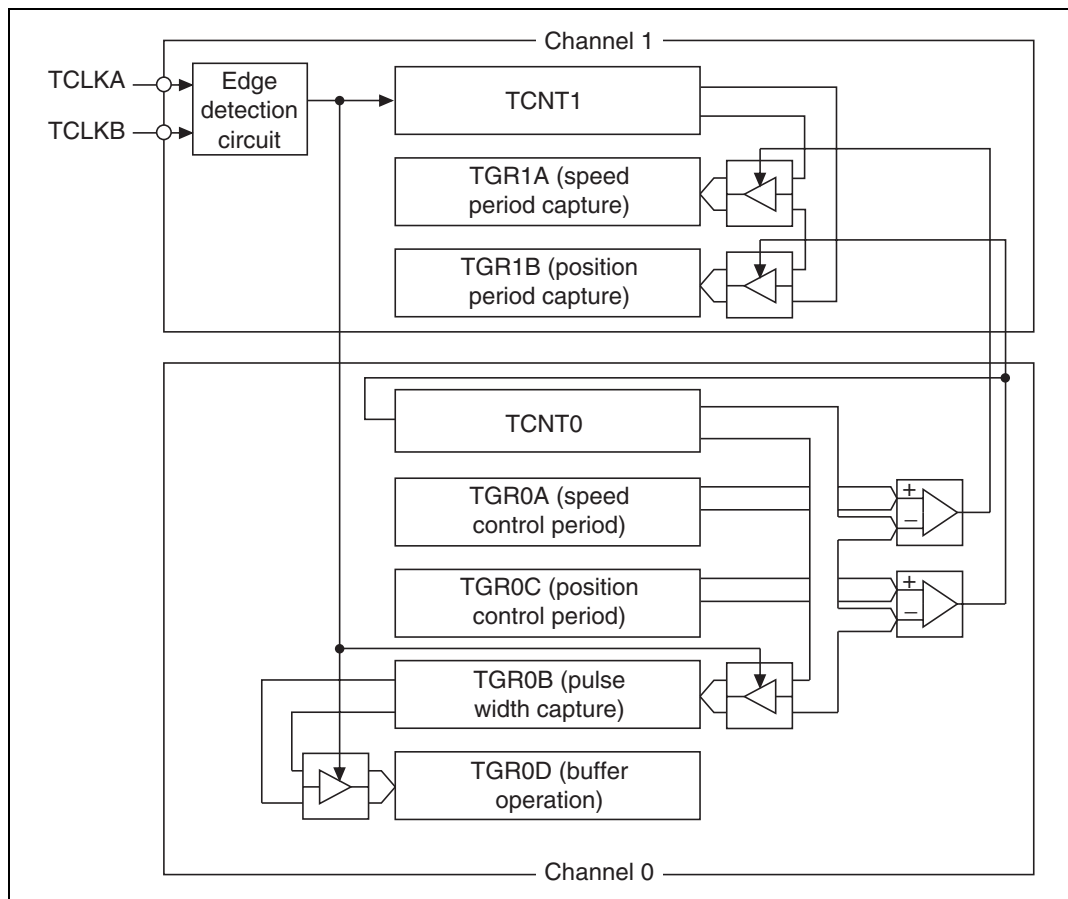 Channel 1
TCLKA
TCLKB
Edge
detection
circuit
TCNT1
TGR1A (speed
period capture)
TGR1B (position
period capture)
TCNT0
TGR0A (speed
control period)
+
−
TGR0C (position
control period)
+
−
TGR0B (pulse
width capture)
TGR0D (buffer
operation)
Channel 0